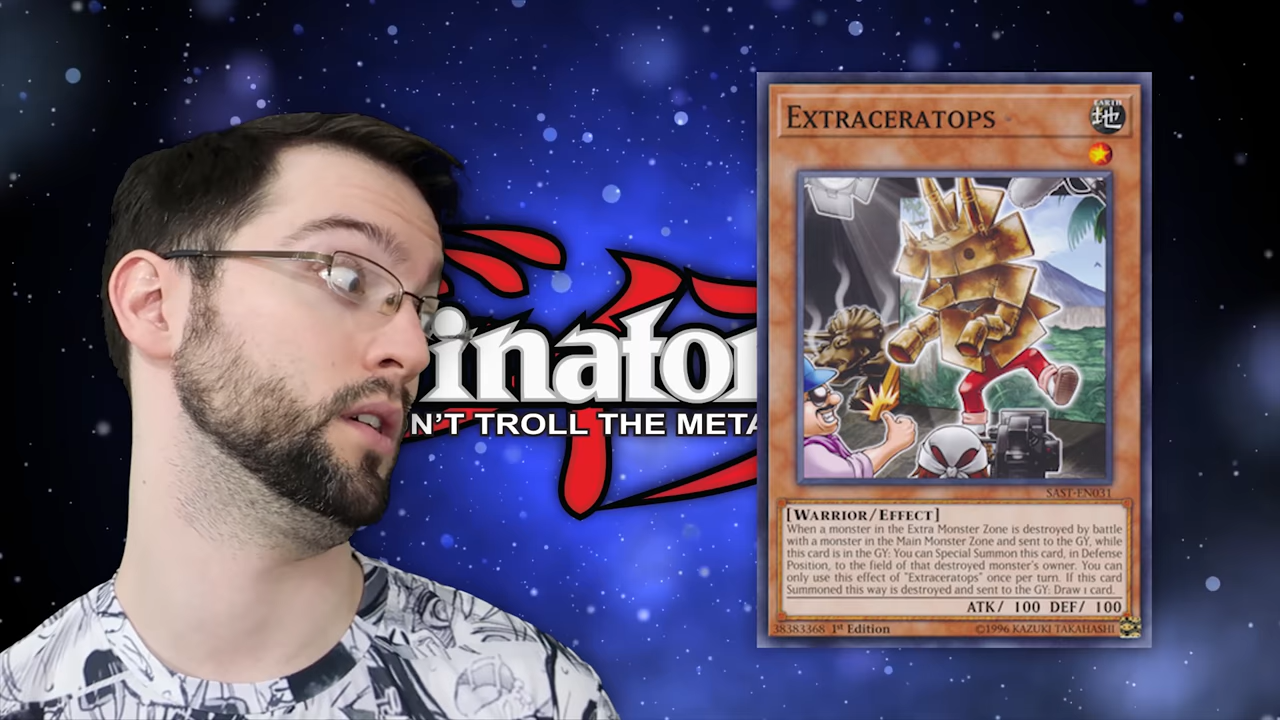 inator
N'T TROLL THE META
EXTRACERATOPS
EARTH
地
SAST-EN031
[WARRIOR/EFFECT]
When a monster in the Extra Monster Zone is destroyed by battle
with a monster in the Main Monster Zone and sent to the GY, while
this card is in the GY: You can Special Summon this card, in Defense
Position, to the field of that destroyed monster's owner. You can
only use this effect of "Extraceratops" once per turn. If this card
Summoned this way is destroyed and sent to the GY: Draw 1 card.
ATK/ 100 DEF/ 100
38383368 1st Edition
©1996 KAZUKI TAKAHASHI